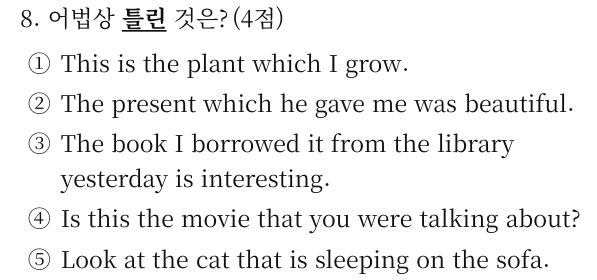 8. 어법상 틀린 것은? (4점)
① This is the plant which I grow.
② The present which he gave me was beautiful.
③ The book I borrowed it from the library
yesterday is interesting.
④ Is this the movie that you were talking about?
⑤ Look at the cat that is sleeping on the sofa.